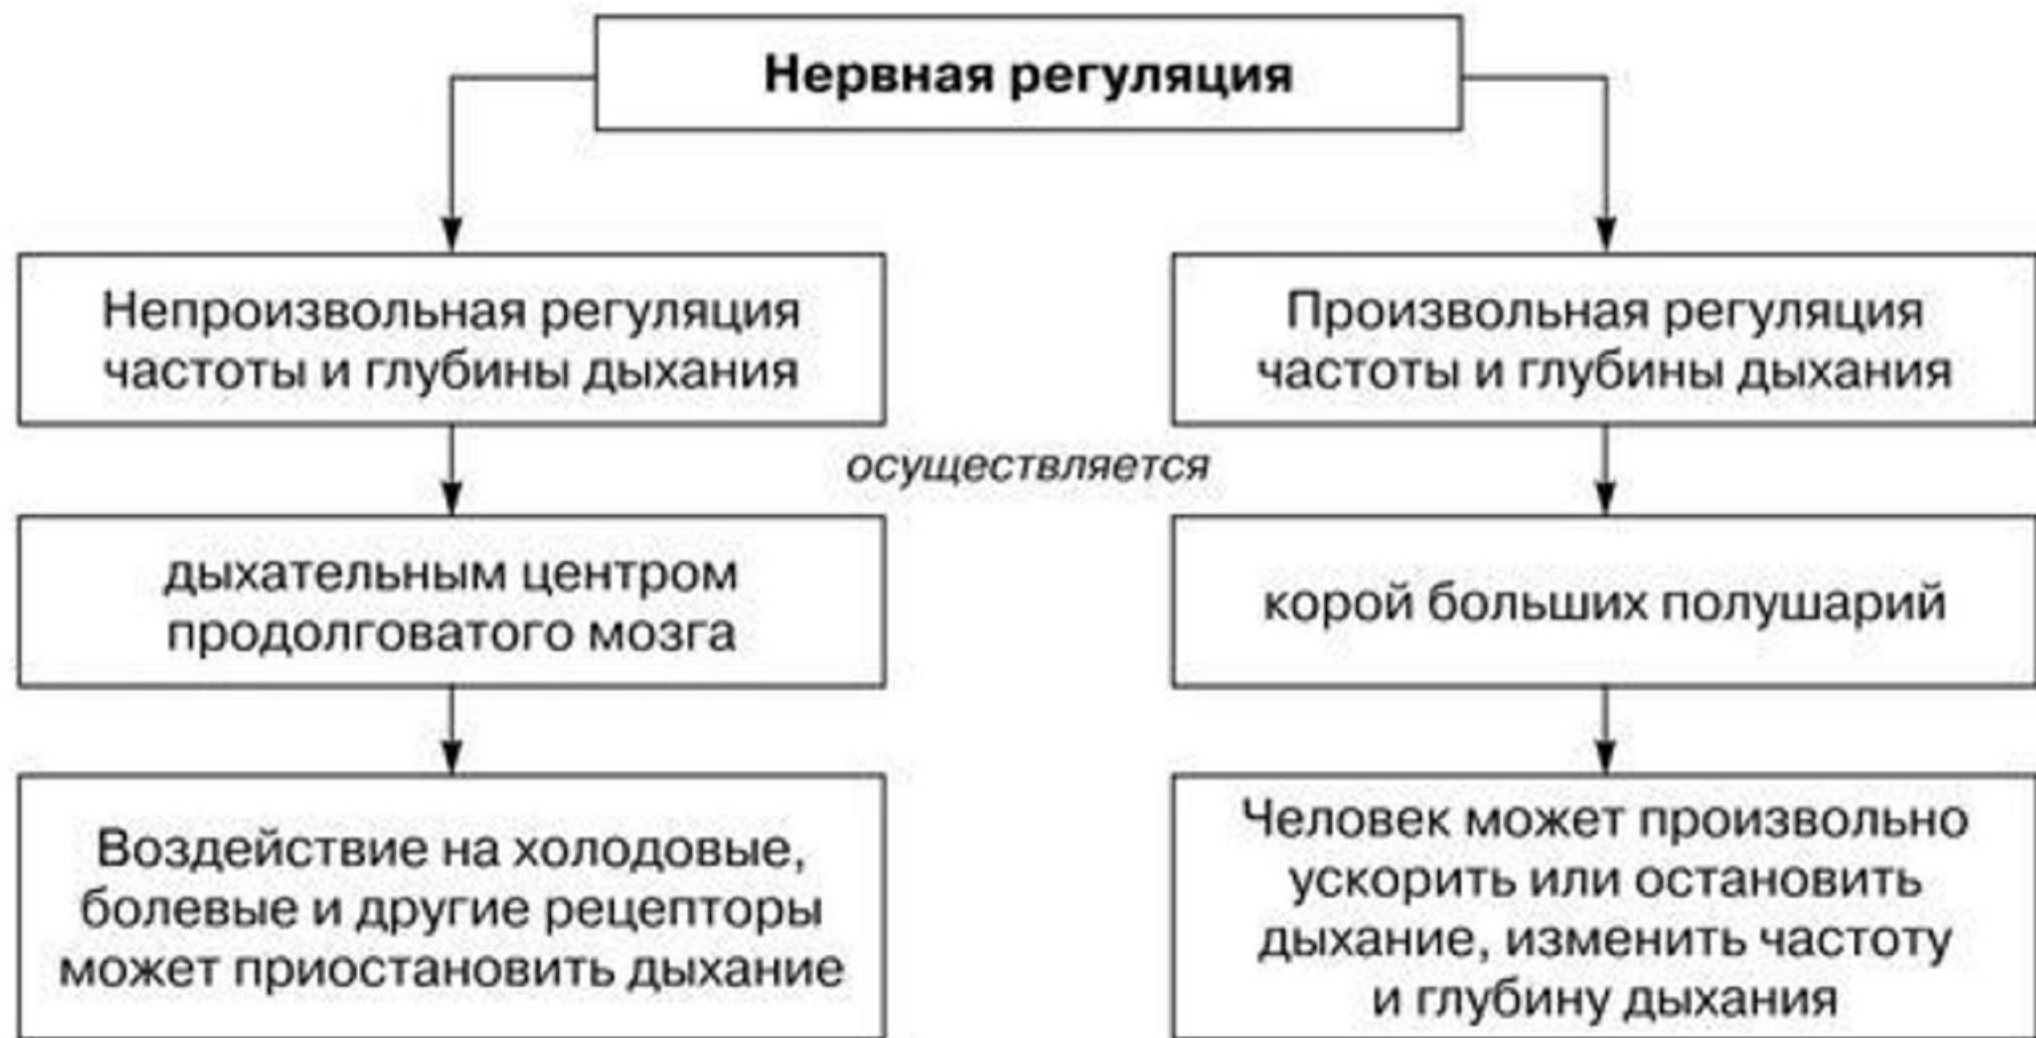 Нервная регуляция
Непроизвольная регуляция
частоты и глубины дыхания
Произвольная регуляция
частоты и глубины дыхания
осуществляется
дыхательным центром
продолговатого мозга
корой больших полушарий
Воздействие на холодовые,
болевые и другие рецепторы
может приостановить дыхание
Человек может произвольно
ускорить или остановить
дыхание, изменить частоту
и глубину дыхания